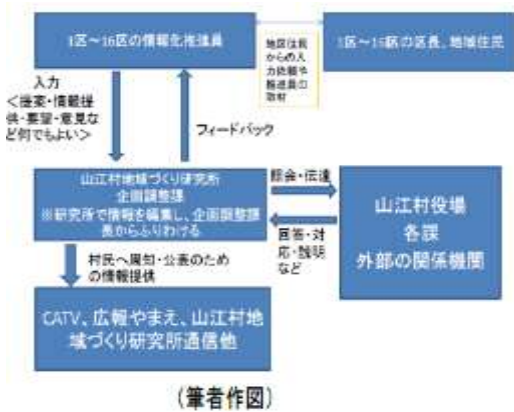 1区～16区の情報化推進員
地区住民
からの入
力依頼や
推進員の
取材
1区～16区の区長、地域住民
入力
<提案・情報提
供・要望・意見な
ど何でもよい>
フィードバック
山江村地域づくり研究所
企画調整課
※研究所で情報を編集し、企画調整課
長からふりわける
照会・伝達
回答・対
応・説明
など
山江村役場
各課
外部の関係機関
村民へ周知・公表のため
の情報提供
CATV、広報やまえ、山江村地
域づくり研究所通信他
(筆者作図)